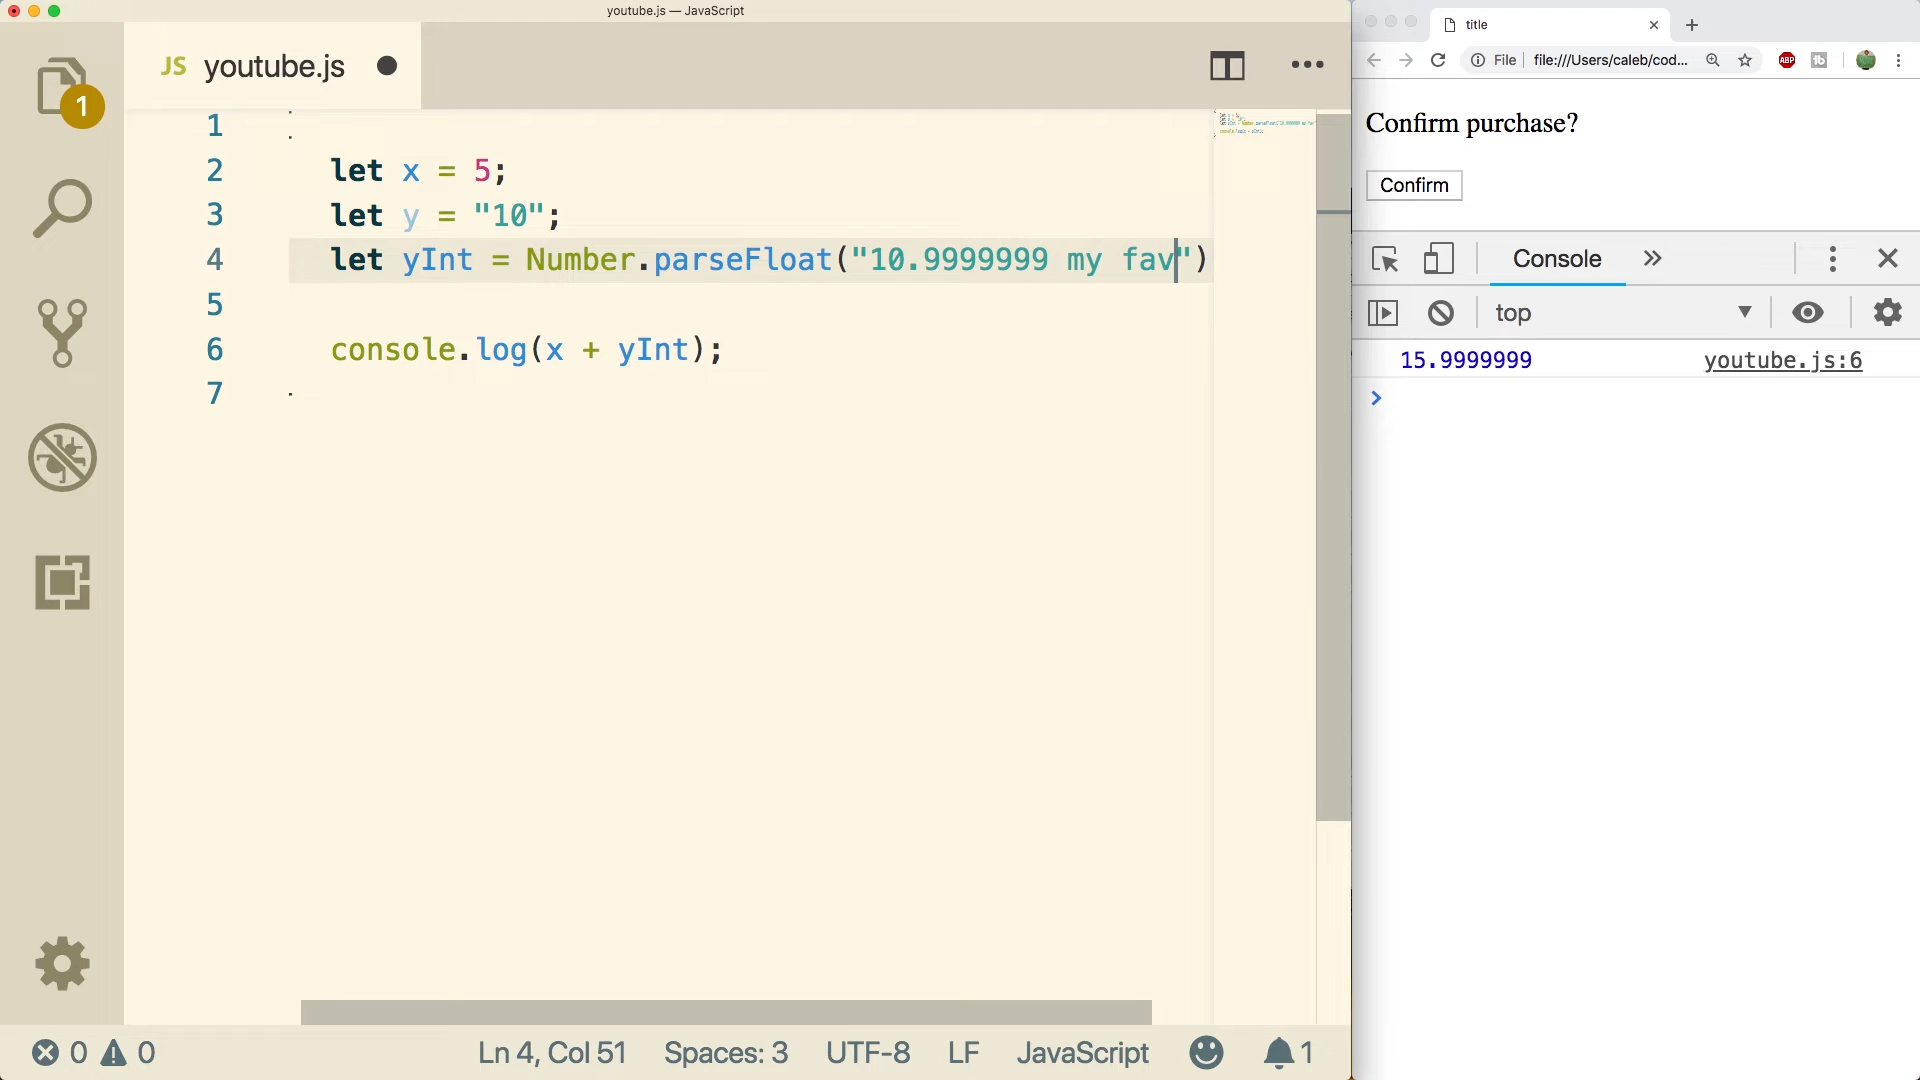 youtube.js — JavaScript
JS youtube.js
1
1
2 let x = 5;
3 let y = "10";
4 let yInt = Number.parseFloat("10.9999999 my fav")
5
6 console.log(x + yInt);
7
0 0 Ln 4, Col 51 Spaces: 3 UTF-8 LF JavaScript 1
title
File file:///Users/caleb/cod... ABP
Confirm purchase?
Confirm
Console
top
15.9999999 youtube.js:6